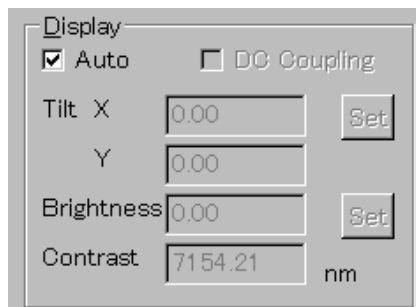 Display
Auto DC Coupling
Tilt X 0.00 Set
Y 0.00
Brightness 0.00 Set
Contrast 7154.21 nm